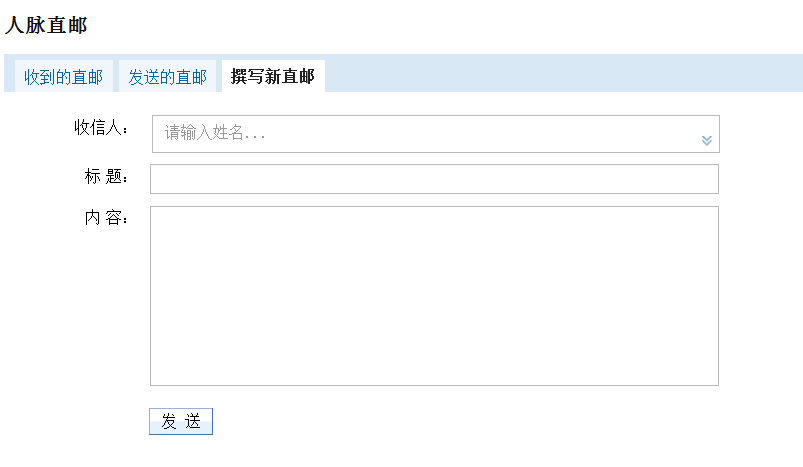 人脉直邮
收到的直邮 发送的直邮 撰写新直邮
收信人： 请输入姓名...
标 题：
内 容：
发 送